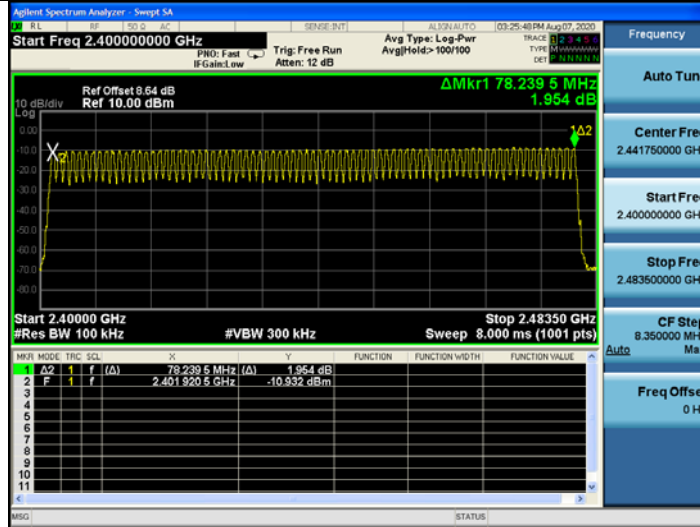 Agilent Spectrum Analyzer - Swept SA
RL RF 50 Ω AC SENSE:INT ALIGN AUTO 03:25:48 PM Aug 07, 2020
Start Freq 2.400000000 GHz
PNO: Fast
IFGain:Low
Trig: Free Run
Atten: 12 dB
Avg Type: Log-Pwr
Avg|Hold:> 100/100
TRACE 1 2 3 4 5 6
TYPE M
DET P N N N N N
Ref Offset 8.64 dB
Ref 10.00 dBm
10 dB/div
Log
ΔMkr1 78.239 5 MHz
1.954 dB
0.00
-10.0
-20.0
-30.0
-40.0
-50.0
-60.0
-70.0
-80.0
2
1Δ2
Start 2.40000 GHz
Stop 2.48350 GHz
#Res BW 100 kHz
#VBW 300 kHz
Sweep 8.000 ms (1001 pts)
MKR MODE TRC SCL X Y FUNCTION FUNCTION WIDTH FUNCTION VALUE
1 Δ2 1 f (Δ) 78.239 5 MHz (Δ) 1.954 dB
2 F 1 f 2.401 920 5 GHz -10.932 dBm
3
4
5
6
7
8
9
10
11
MSG
STATUS
Frequency
Auto Tun
Center Fre
2.441750000 GH
Start Fre
2.400000000 GH
Stop Fre
2.483500000 GH
CF Step
8.350000 MH
Auto Ma
Freq Offse
0 H